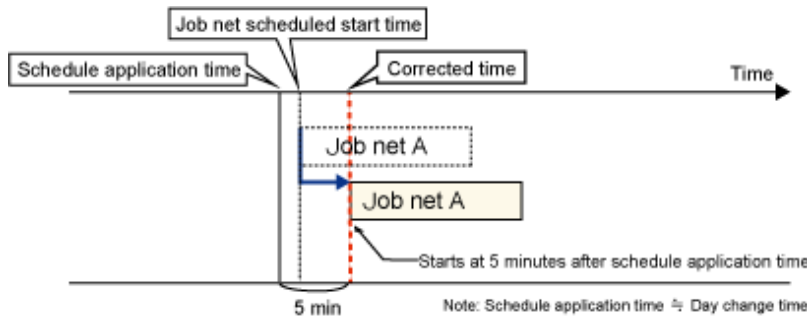 Job net scheduled start time
Schedule application time
Corrected time
Time
Job net A
Job net A
Starts at 5 minutes after schedule application time
5 min
Note: Schedule application time ≒ Day change time